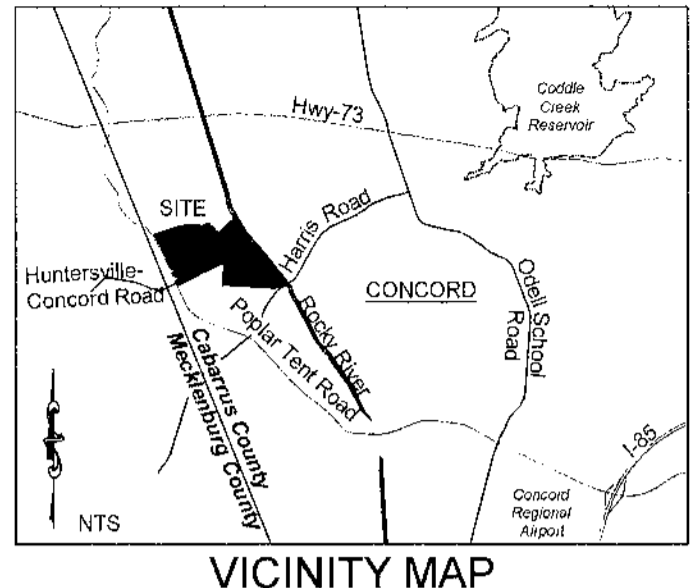 Coddle
Creek
Reservoir
Hwy-73
SITE
Harris Road
Huntersville-
Concord Road
CONCORD
Odell School
Road
Rocky River
Poplar Tent Road
Cabarrus County
Mecklenburg County
I-85
Concord
Regional
Airport
NTS
VICINITY MAP